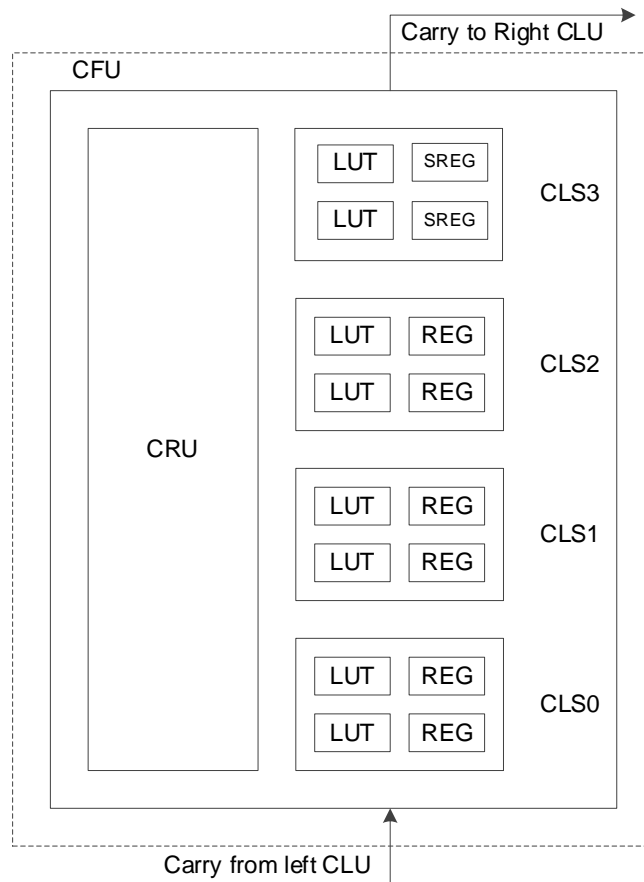 Carry to Right CLU
CFU
LUT SREG
LUT SREG
CLS3
LUT REG
LUT REG
CLS2
CRU
LUT REG
LUT REG
CLS1
LUT REG
LUT REG
CLS0
Carry from left CLU